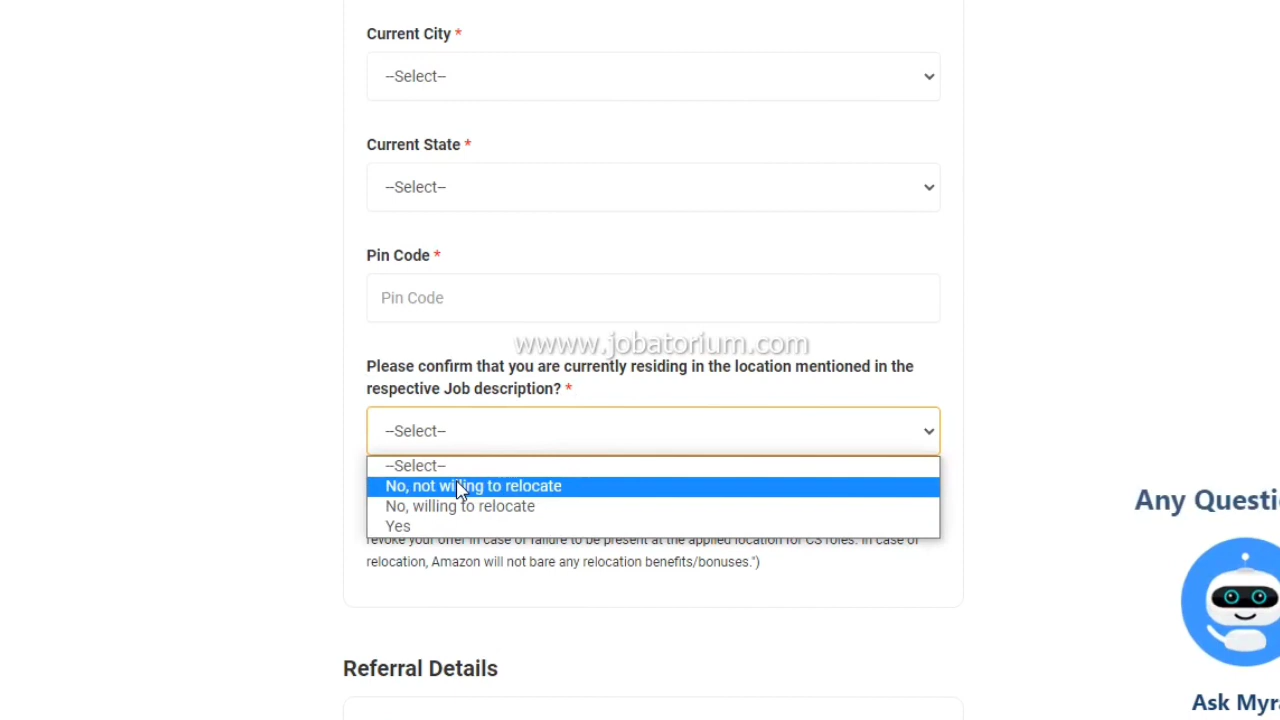 Current City *
--Select--
Current State *
--Select--
Pin Code *
Pin Code
www.jobatorium.com
Please confirm that you are currently residing in the location mentioned in the
respective Job description? *
--Select--
--Select--
No, not willing to relocate
No, willing to relocate
Yes
revoke your offer in case of failure to be present at the applied location for CS roles. In case of
relocation, Amazon will not bare any relocation benefits/bonuses.")
Any Questi
Ask Myr
Referral Details